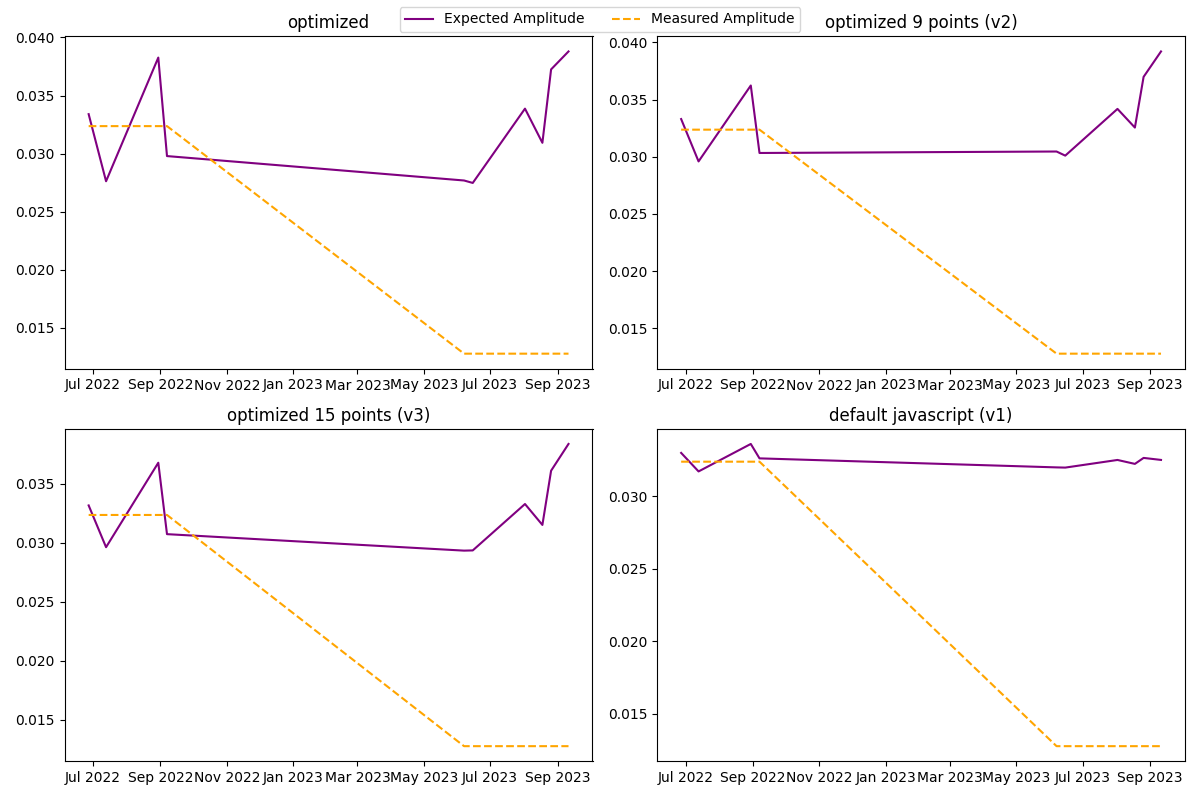 Expected Amplitude Measured Amplitude
optimized
0.040
0.035
0.030
0.025
0.020
0.015
Jul 2022 Sep 2022 Nov 2022 Jan 2023 Mar 2023 May 2023 Jul 2023 Sep 2023
optimized 9 points (v2)
0.040
0.035
0.030
0.025
0.020
0.015
Jul 2022 Sep 2022 Nov 2022 Jan 2023 Mar 2023 May 2023 Jul 2023 Sep 2023
optimized 15 points (v3)
0.035
0.030
0.025
0.020
0.015
Jul 2022 Sep 2022 Nov 2022 Jan 2023 Mar 2023 May 2023 Jul 2023 Sep 2023
default javascript (v1)
0.030
0.025
0.020
0.015
Jul 2022 Sep 2022 Nov 2022 Jan 2023 Mar 2023 May 2023 Jul 2023 Sep 2023